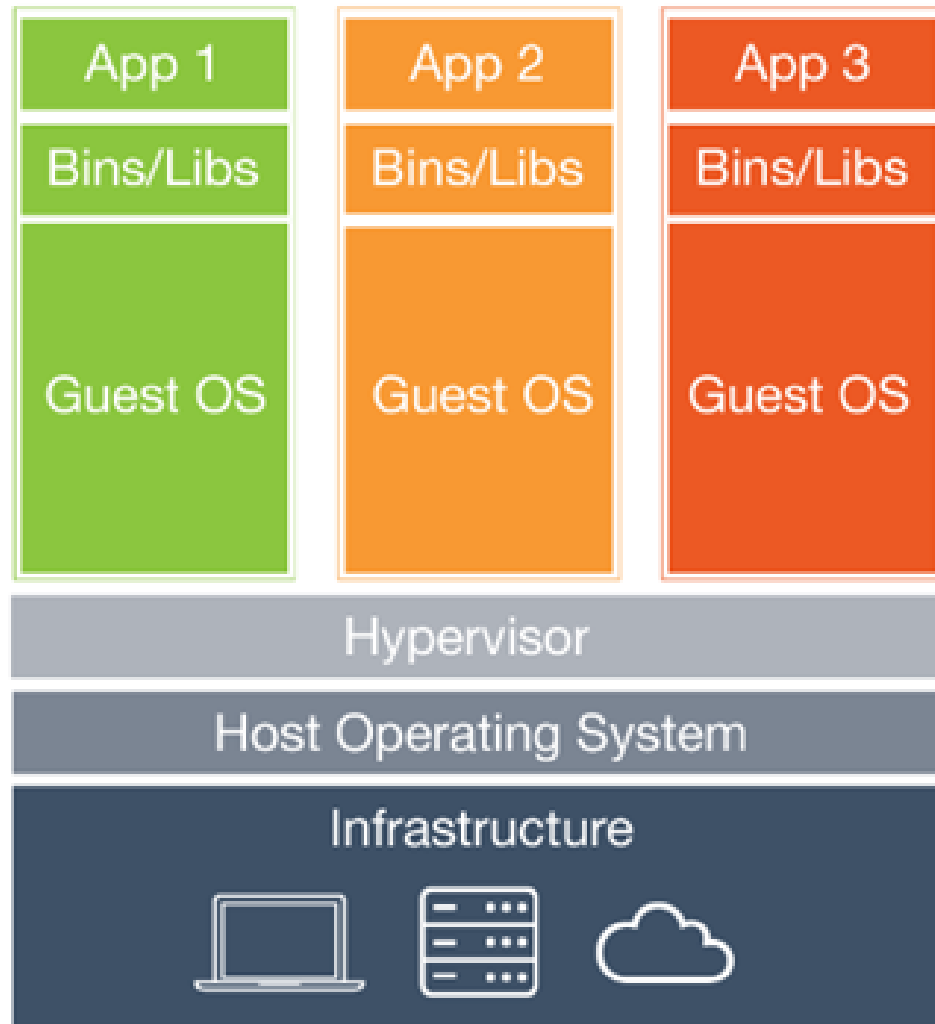 App 1
App 2
App 3
Bins/Libs
Bins/Libs
Bins/Libs
Guest OS
Guest OS
Guest OS
Hypervisor
Host Operating System
Infrastructure